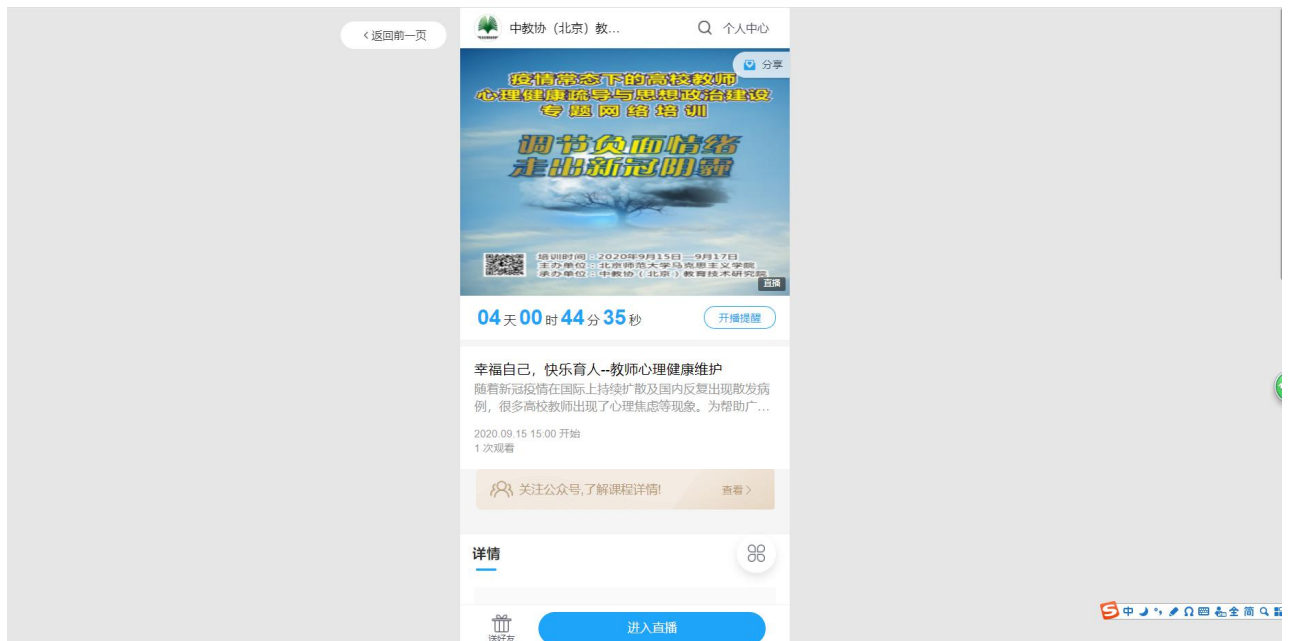 返回前一页
中教协（北京）教...
个人中心
分享
疫情常态下的高校教师
心理健康疏导与思想政治建设
专题网络培训
调节负面情绪
走出新冠阴霾
培训时间：2020年9月15日—9月17日
主办单位：北京师范大学马克思主义学院
承办单位：中教协（北京）教育技术研究院
直播
04天00时44分35秒
开播提醒
幸福自己，快乐育人--教师心理健康维护
随着新冠疫情在国际上持续扩散及国内反复出现散发病
例，很多高校教师出现了心理焦虑等现象。为帮助广...
2020.09.15 15:00 开始
1 次观看
关注公众号,了解课程详情!
查看
详情
送好友
进入直播
中
全
简